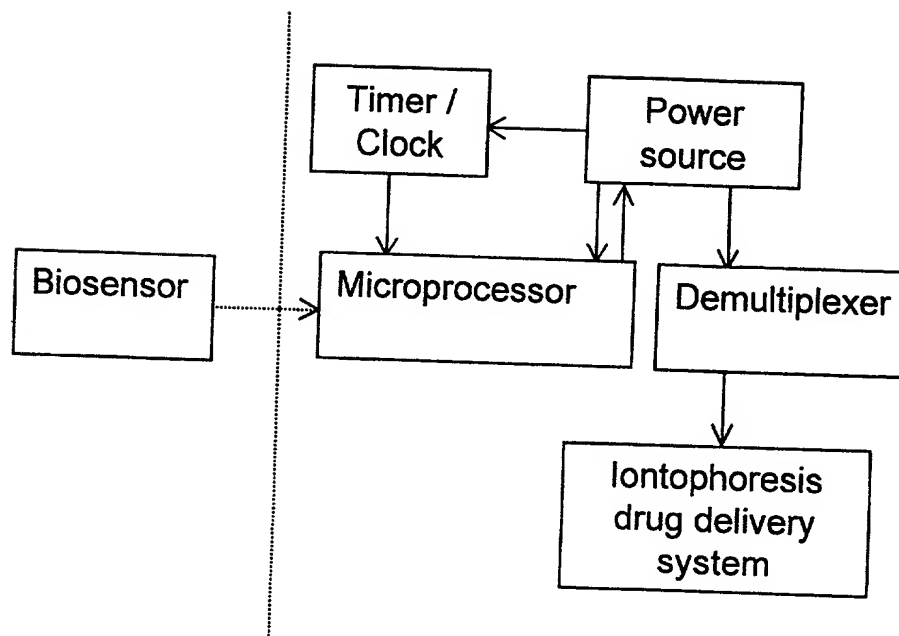 Timer /
Clock
Power
source
Biosensor
Microprocessor
Demultiplexer
Iontophoresis
drug delivery
system